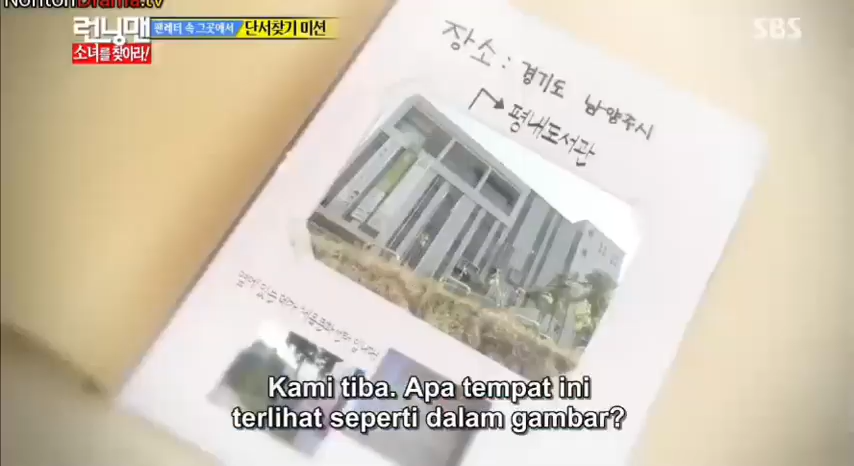 NontonDrama.tv
런닝맨
팬레터 속 그곳에서
단서찾기 미션
소녀를 찾아라!
SBS
장소 : 경기도 남양주시
평내도서관
Kami tiba. Apa tempat ini
terlihat seperti dalam gambar?